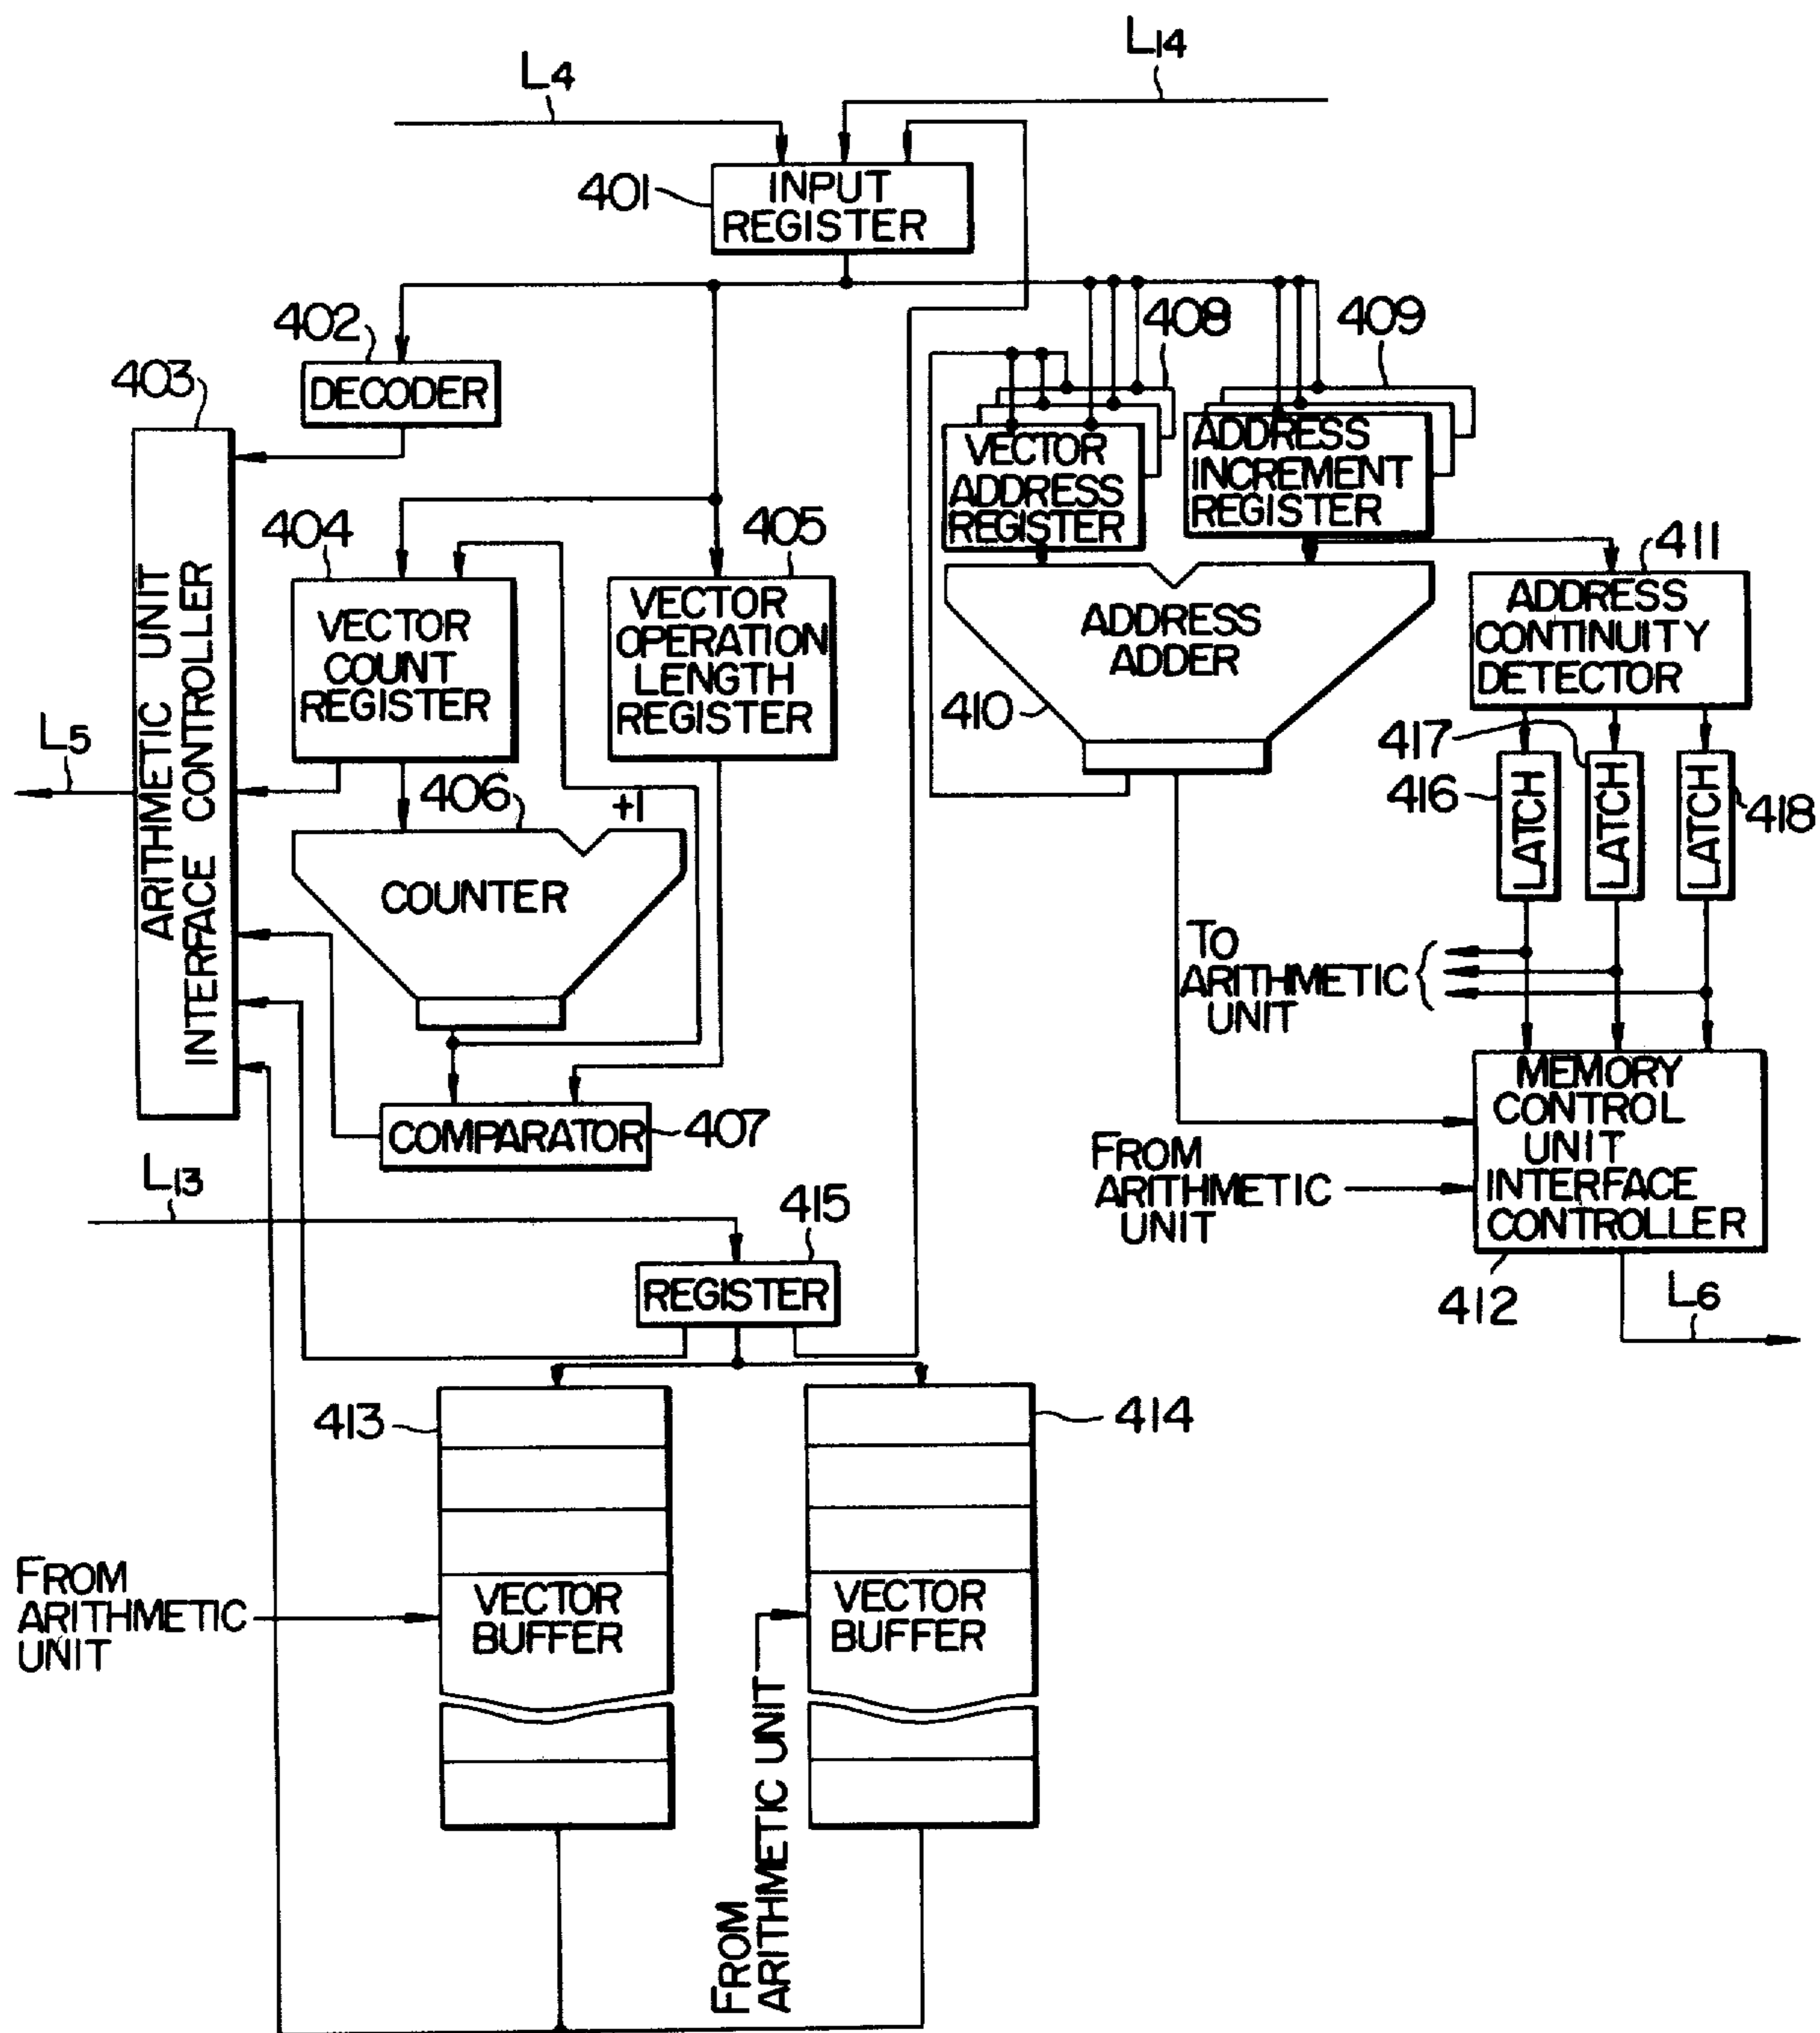 L4
L14
401
INPUT
REGISTER
402
DECODER
403
ARITHMETIC UNIT
INTERFACE CONTROLLER
408
409
VECTOR
ADDRESS
REGISTER
ADDRESS
INCREMENT
REGISTER
404
VECTOR
COUNT
REGISTER
405
VECTOR
OPERATION
LENGTH
REGISTER
411
ADDRESS
CONTINUITY
DETECTOR
ADDRESS
ADDER
410
L5
406
+1
COUNTER
417
416
418
LATCH
LATCH
LATCH
TO
ARITHMETIC
UNIT
COMPARATOR
407
MEMORY
CONTROL
UNIT
INTERFACE
CONTROLLER
FROM
ARITHMETIC
UNIT
L13
415
REGISTER
412
L6
413
414
FROM
ARITHMETIC
UNIT
VECTOR
BUFFER
VECTOR
BUFFER
FROM
ARITHMETIC UNIT